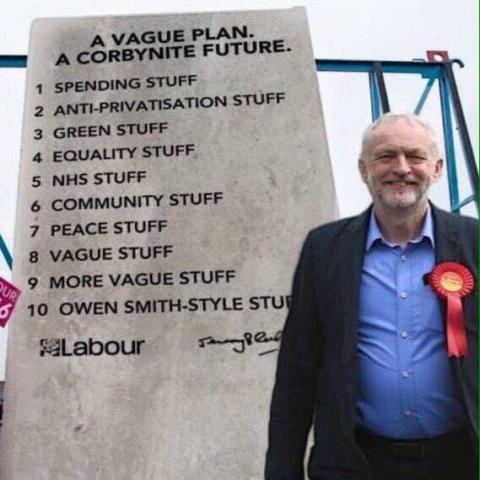 A VAGUE PLAN.
A CORBYNITE FUTURE.
1 SPENDING STUFF
2 ANTI-PRIVATISATION STUFF
3 GREEN STUFF
4 EQUALITY STUFF
5 NHS STUFF
6 COMMUNITY STUFF
7 PEACE STUFF
8 VAGUE STUFF
9 MORE VAGUE STUFF
10 OWEN SMITH-STYLE STUF
Labour